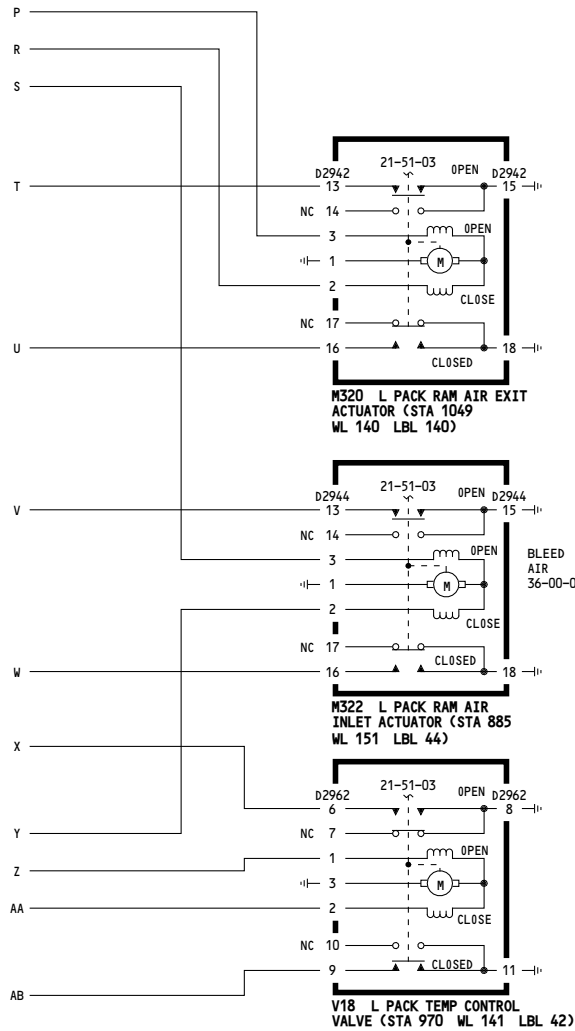 P
R
S
21-51-03
D2942 OPEN D2942
T 13 15
NC 14
3 OPEN
1 M
2 CLOSE
NC 17
U 16 CLOSED 18
M320 L PACK RAM AIR EXIT
ACTUATOR (STA 1049
WL 140 LBL 140)
21-51-03
D2944 OPEN D2944
V 13 15
NC 14
3 OPEN
1 M
2 CLOSE
BLEED
AIR
36-00-0
NC 17
W 16 CLOSED 18
M322 L PACK RAM AIR
INLET ACTUATOR (STA 885
WL 151 LBL 44)
X
21-51-03
D2962 OPEN D2962
6 8
Y NC 7
Z 1 OPEN
3 M
AA 2 CLOSE
NC 10
9 CLOSED 11
AB
V18 L PACK TEMP CONTROL
VALVE (STA 970 WL 141 LBL 42)